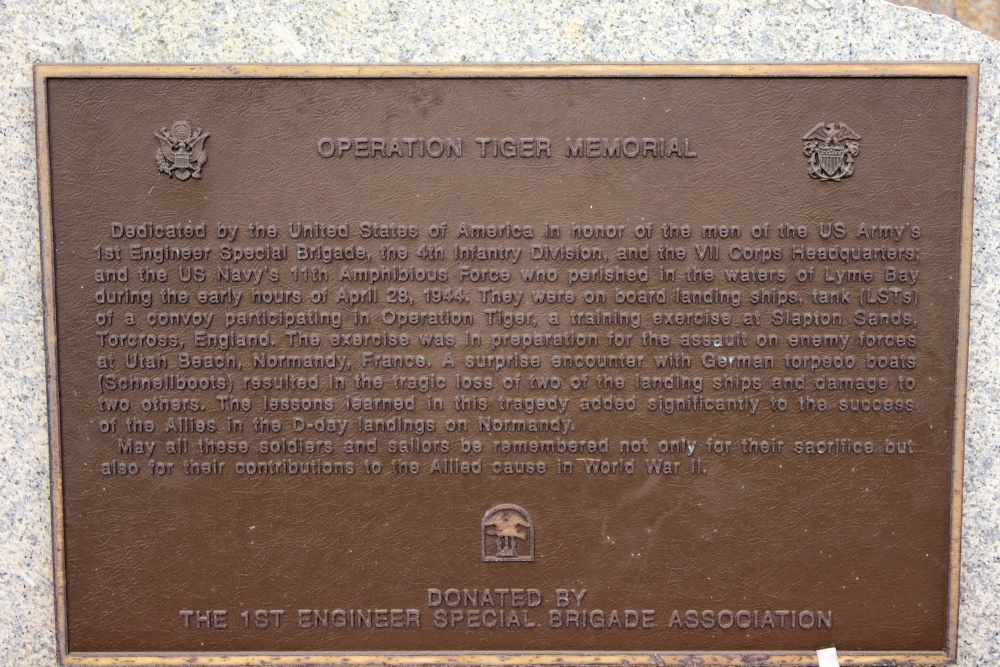 OPERATION TIGER MEMORIAL
Dedicated by the United States of America in honor of the men of the US Army's
1st Engineer Special Brigade, the 4th Infantry Division, and the VII Corps Headquarters;
and the US Navy's 11th Amphibious Force who perished in the waters of Lyme Bay
during the early hours of April 28, 1944. They were on board landing ships, tank (LSTs)
of a convoy participating in Operation Tiger, a training exercise at Slapton Sands,
Torcross, England. The exercise was in preparation for the assault on enemy forces
at Utah Beach, Normandy, France. A surprise encounter with German torpedo boats
(Schnellboots) resulted in the tragic loss of two of the landing ships and damage to
two others. The lessons learned in this tragedy added significantly to the success
of the Allies in the D-day landings on Normandy.
May all these soldiers and sailors be remembered not only for their sacrifice but
also for their contributions to the Allied cause in World War II.
DONATED BY
THE 1ST ENGINEER SPECIAL BRIGADE ASSOCIATION